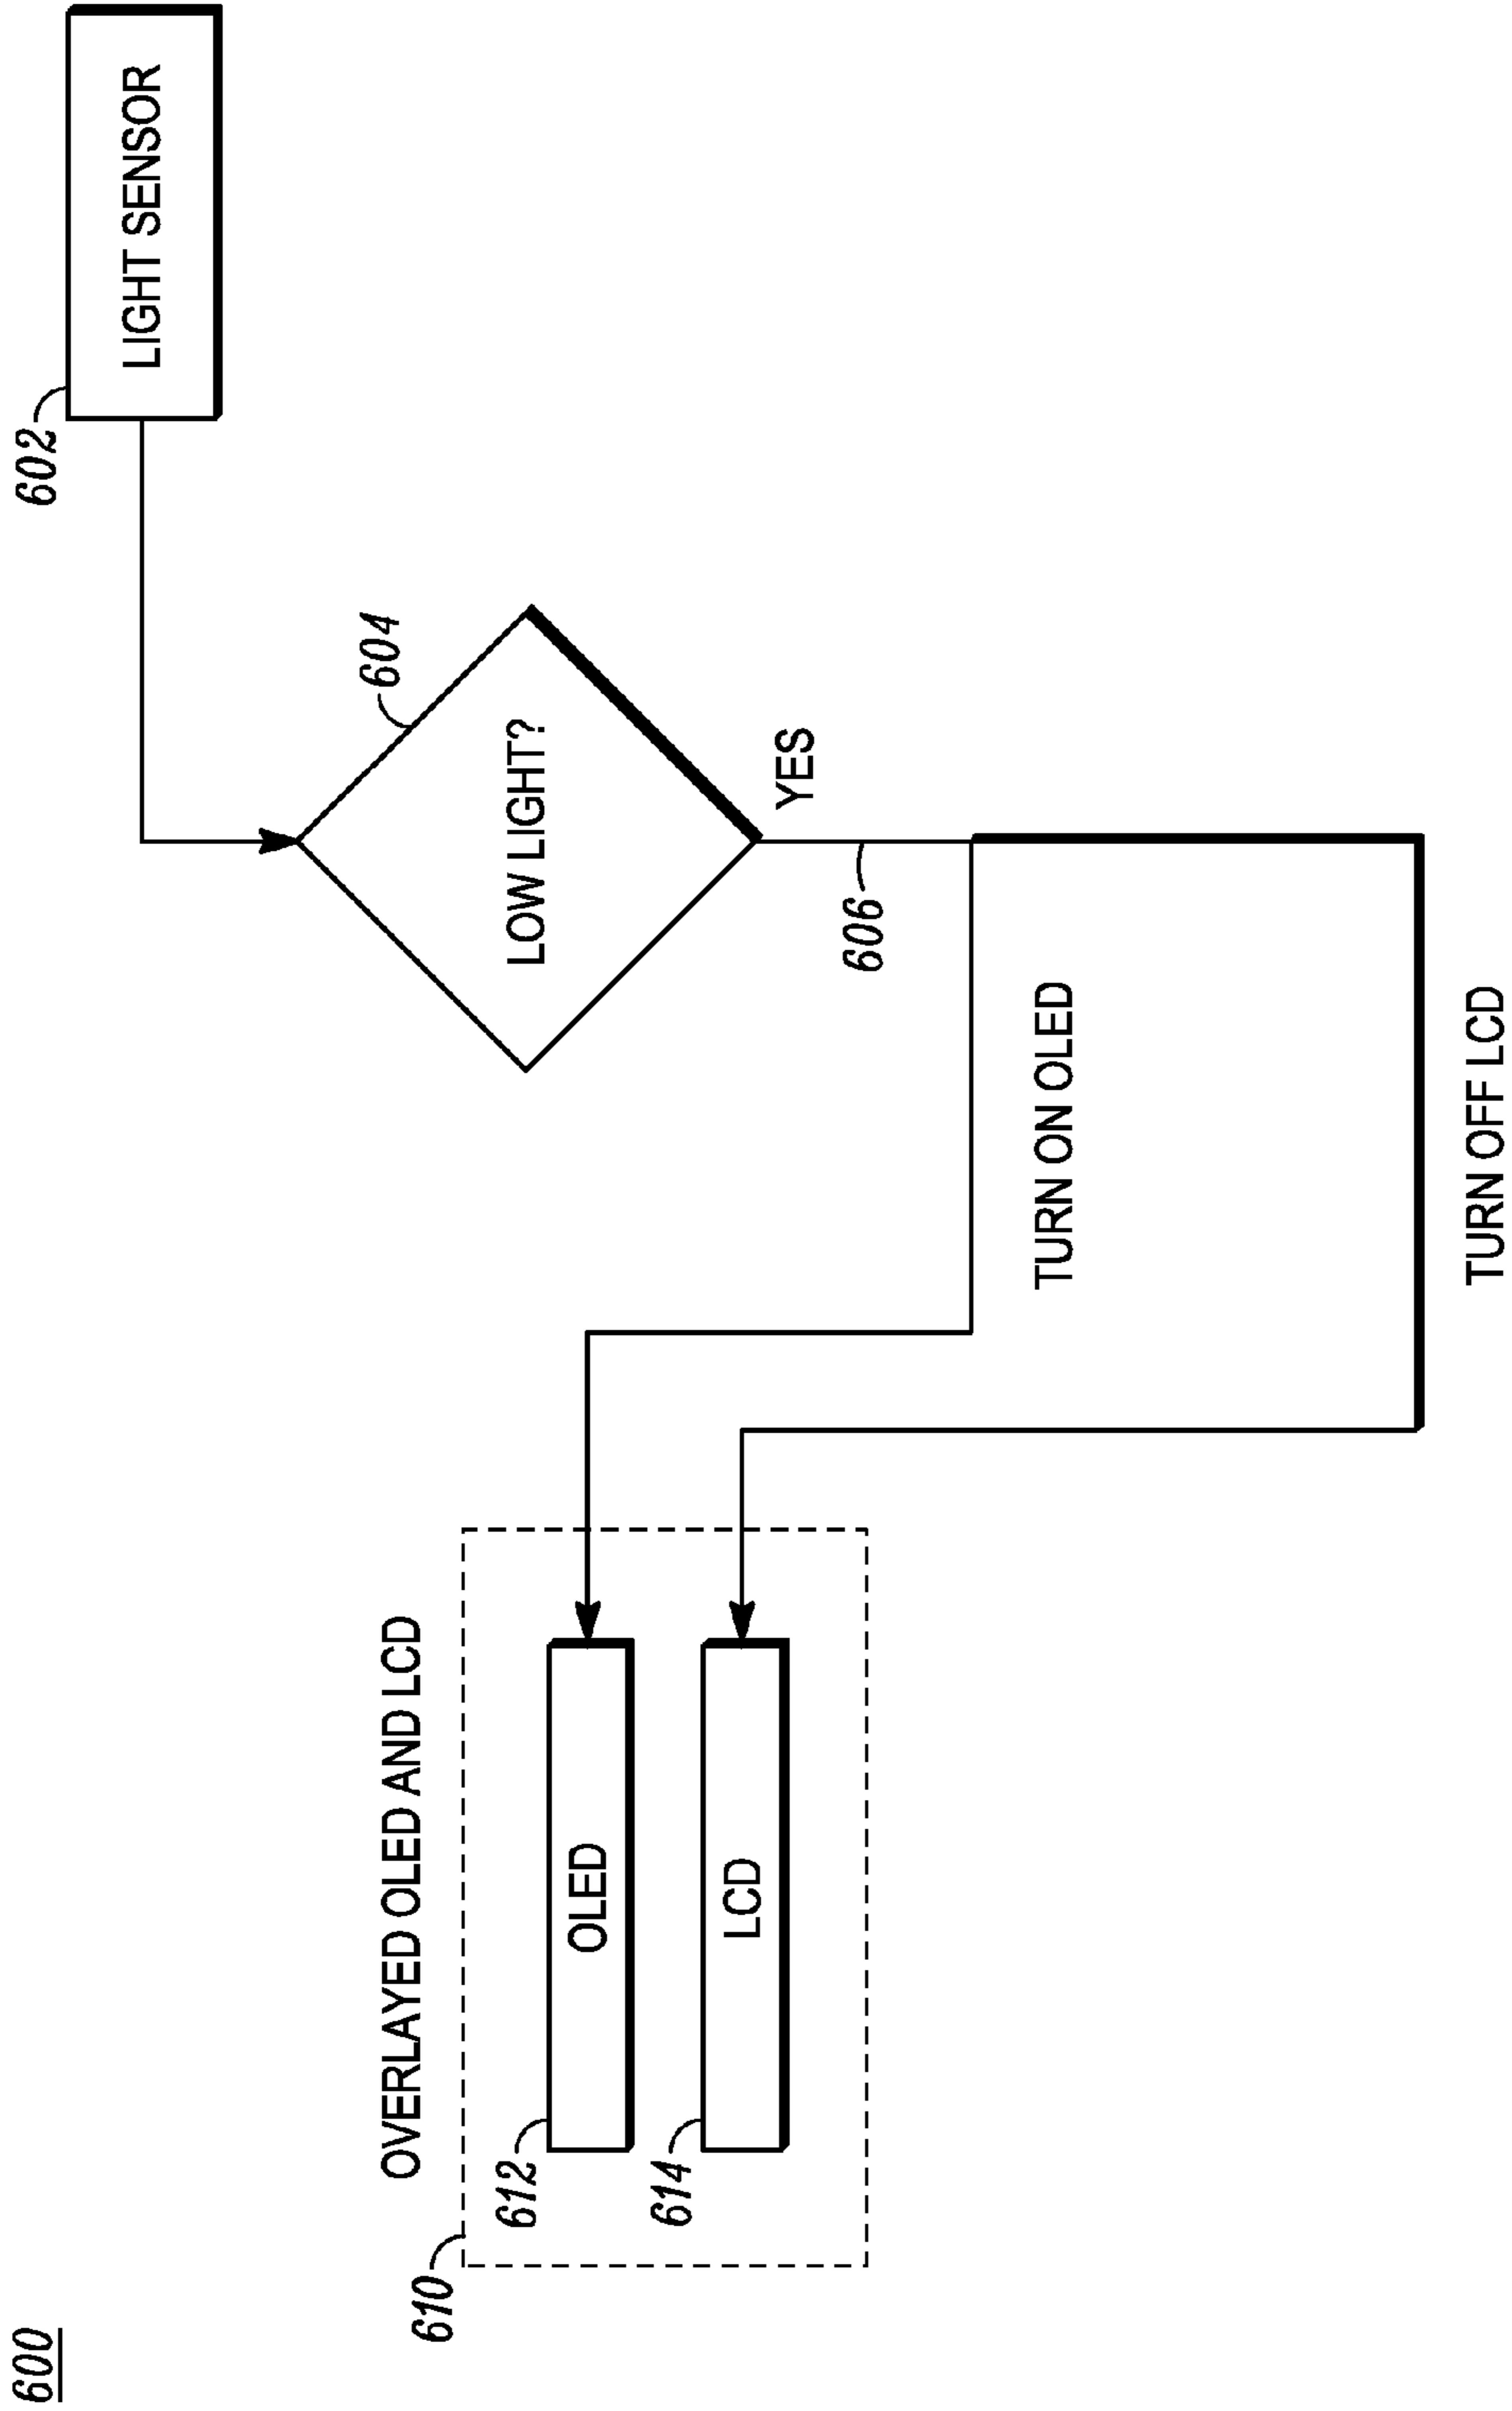 600
LIGHT SENSOR
602
604
LOW LIGHT?
YES
606
TURN ON OLED
TURN OFF LCD
OVERLAYED OLED AND LCD
610
612
OLED
614
LCD